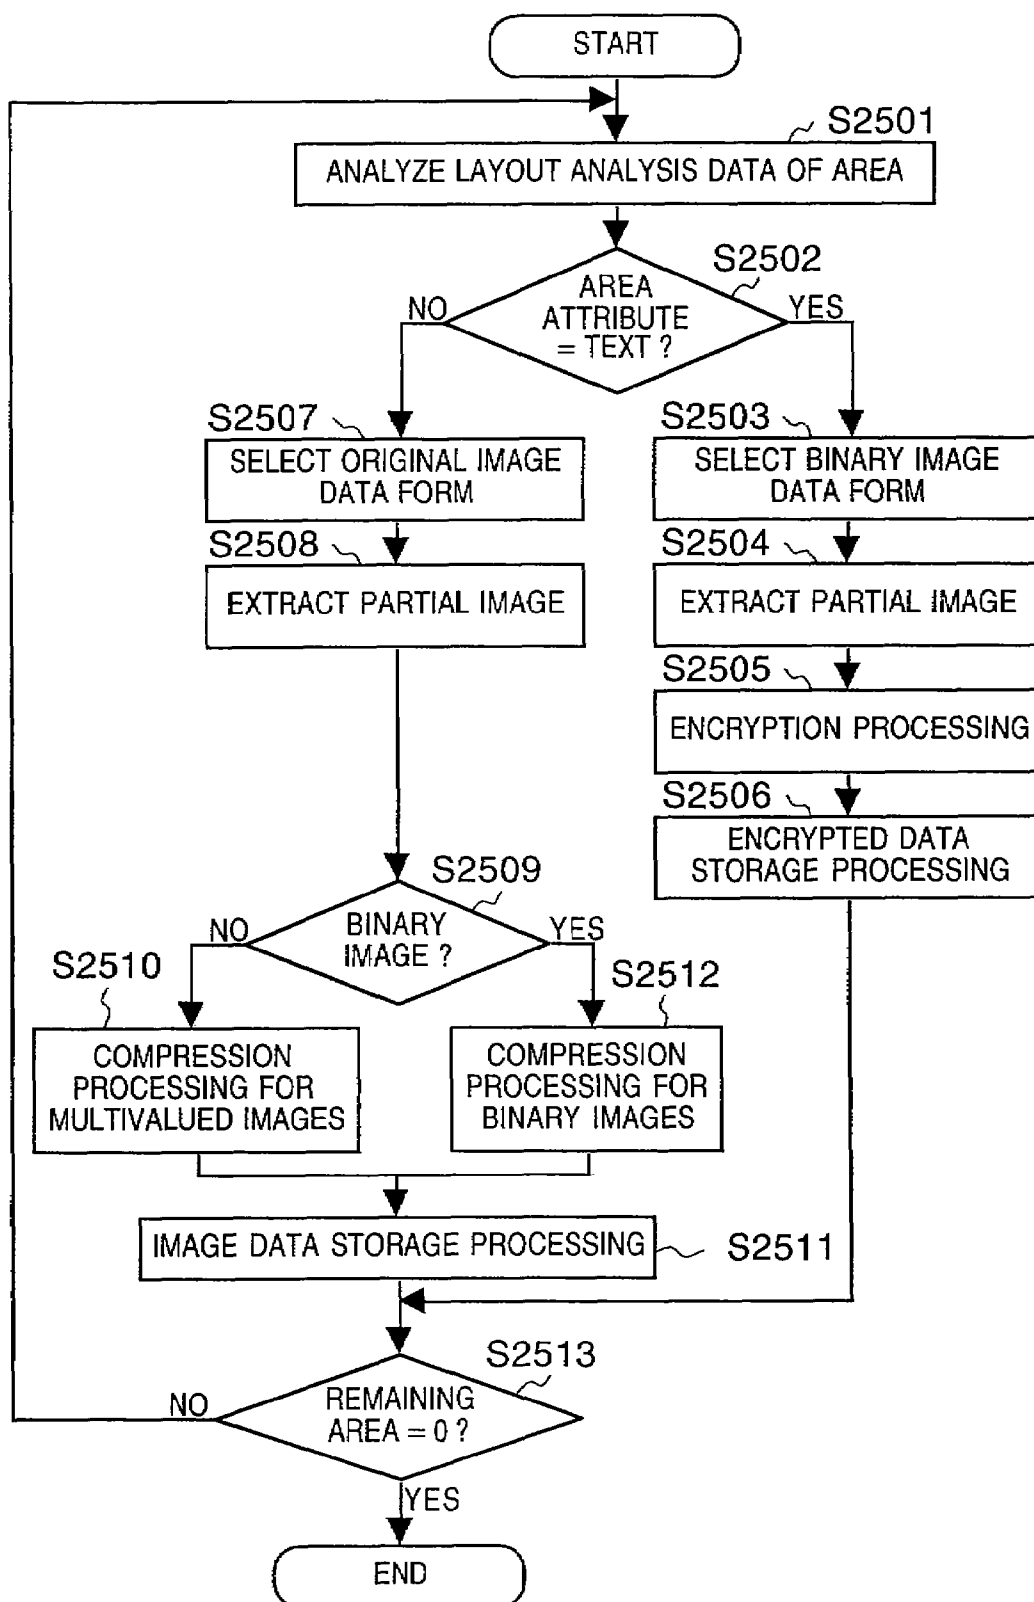 START
S2501
ANALYZE LAYOUT ANALYSIS DATA OF AREA
S2502
AREA
ATTRIBUTE
= TEXT ?
NO
YES
S2507
SELECT ORIGINAL IMAGE
DATA FORM
S2503
SELECT BINARY IMAGE
DATA FORM
S2508
EXTRACT PARTIAL IMAGE
S2504
EXTRACT PARTIAL IMAGE
S2505
ENCRYPTION PROCESSING
S2506
ENCRYPTED DATA
STORAGE PROCESSING
S2509
BINARY
IMAGE ?
NO
YES
S2510
COMPRESSION
PROCESSING FOR
MULTIVALUED IMAGES
S2512
COMPRESSION
PROCESSING FOR
BINARY IMAGES
IMAGE DATA STORAGE PROCESSING
S2511
S2513
REMAINING
AREA = 0 ?
NO
YES
END